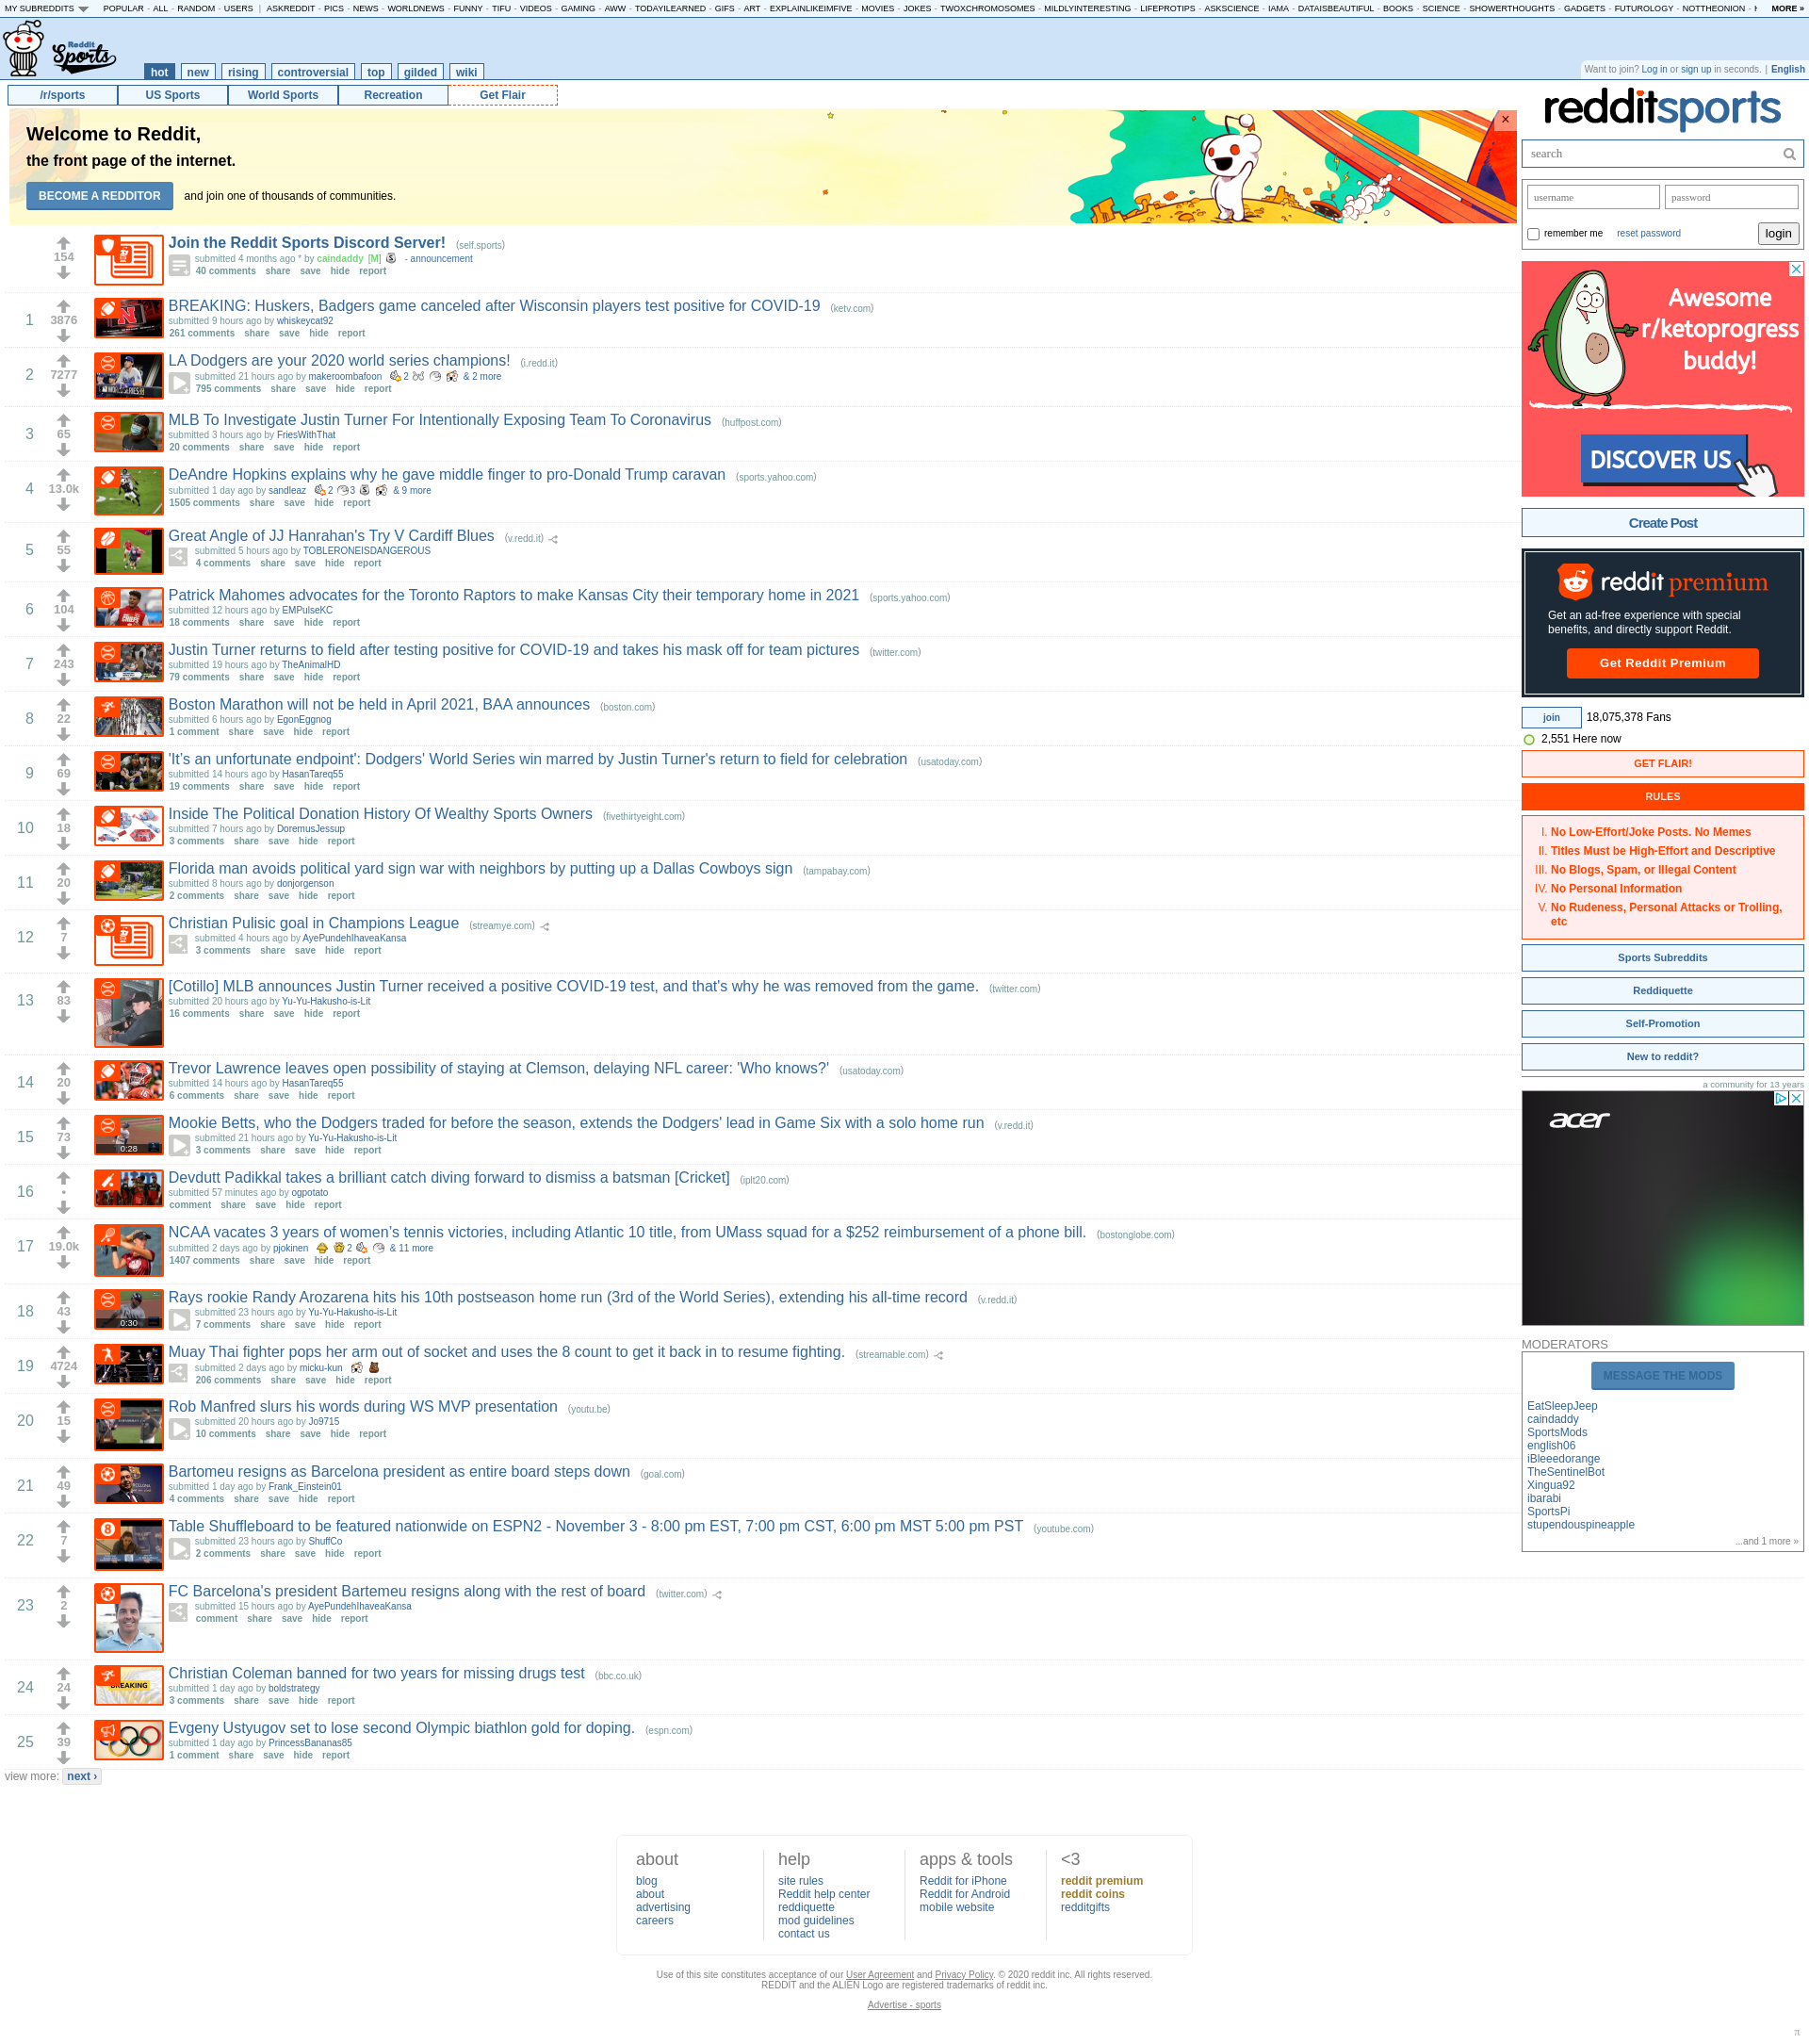 MY SUBREDDITS POPULAR - ALL - RANDOM - USERS | ASKREDDIT - PICS - NEWS - WORLDNEWS - FUNNY - TIFU - VIDEOS - GAMING - AWW - TODAYILEARNED - GIFS - ART - EXPLAINLIKEIMFIVE - MOVIES - JOKES - TWOXCHROMOSOMES - MILDLYINTERESTING - LIFEPROTIPS - ASKSCIENCE - IAMA - DATAISBEAUTIFUL - BOOKS - SCIENCE - SHOWERTHOUGHTS - GADGETS - FUTUROLOGY - NOTTHEONION - MORE »
Reddit Sports
hot new rising controversial top gilded wiki
Want to join? Log in or sign up in seconds. | English
/r/sports US Sports World Sports Recreation Get Flair
Welcome to Reddit,
the front page of the internet.
BECOME A REDDITOR and join one of thousands of communities.
×
154
Join the Reddit Sports Discord Server! (self.sports)
submitted 4 months ago * by caindaddy [M] - announcement
40 comments share save hide report
1
3876
BREAKING: Huskers, Badgers game canceled after Wisconsin players test positive for COVID-19 (ketv.com)
submitted 9 hours ago by whiskeycat92
261 comments share save hide report
2
7277
LA Dodgers are your 2020 world series champions! (i.redd.it)
submitted 21 hours ago by makeroombafoon 2 & 2 more
795 comments share save hide report
3
65
MLB To Investigate Justin Turner For Intentionally Exposing Team To Coronavirus (huffpost.com)
submitted 3 hours ago by FriesWithThat
20 comments share save hide report
4
13.0k
DeAndre Hopkins explains why he gave middle finger to pro-Donald Trump caravan (sports.yahoo.com)
submitted 1 day ago by sandleaz 2 3 & 9 more
1505 comments share save hide report
5
55
Great Angle of JJ Hanrahan's Try V Cardiff Blues (v.redd.it)
submitted 5 hours ago by TOBLERONEISDANGEROUS
4 comments share save hide report
6
104
Patrick Mahomes advocates for the Toronto Raptors to make Kansas City their temporary home in 2021 (sports.yahoo.com)
submitted 12 hours ago by EMPulseKC
18 comments share save hide report
7
243
Justin Turner returns to field after testing positive for COVID-19 and takes his mask off for team pictures (twitter.com)
submitted 19 hours ago by TheAnimalHD
79 comments share save hide report
8
22
Boston Marathon will not be held in April 2021, BAA announces (boston.com)
submitted 6 hours ago by EgonEggnog
1 comment share save hide report
9
69
'It's an unfortunate endpoint': Dodgers' World Series win marred by Justin Turner's return to field for celebration (usatoday.com)
submitted 14 hours ago by HasanTareq55
19 comments share save hide report
10
18
Inside The Political Donation History Of Wealthy Sports Owners (fivethirtyeight.com)
submitted 7 hours ago by DoremusJessup
3 comments share save hide report
11
20
Florida man avoids political yard sign war with neighbors by putting up a Dallas Cowboys sign (tampabay.com)
submitted 8 hours ago by donjorgenson
2 comments share save hide report
12
7
Christian Pulisic goal in Champions League (streamye.com)
submitted 4 hours ago by AyePundehIhaveaKansa
3 comments share save hide report
13
83
[Cotillo] MLB announces Justin Turner received a positive COVID-19 test, and that's why he was removed from the game. (twitter.com)
submitted 20 hours ago by Yu-Yu-Hakusho-is-Lit
16 comments share save hide report
14
20
Trevor Lawrence leaves open possibility of staying at Clemson, delaying NFL career: 'Who knows?' (usatoday.com)
submitted 14 hours ago by HasanTareq55
6 comments share save hide report
15
73
0:28
Mookie Betts, who the Dodgers traded for before the season, extends the Dodgers' lead in Game Six with a solo home run (v.redd.it)
submitted 21 hours ago by Yu-Yu-Hakusho-is-Lit
3 comments share save hide report
16
•
Devdutt Padikkal takes a brilliant catch diving forward to dismiss a batsman [Cricket] (iplt20.com)
submitted 57 minutes ago by ogpotato
comment share save hide report
17
19.0k
NCAA vacates 3 years of women's tennis victories, including Atlantic 10 title, from UMass squad for a $252 reimbursement of a phone bill. (bostonglobe.com)
submitted 2 days ago by pjokinen 2 & 11 more
1407 comments share save hide report
18
43
0:30
Rays rookie Randy Arozarena hits his 10th postseason home run (3rd of the World Series), extending his all-time record (v.redd.it)
submitted 23 hours ago by Yu-Yu-Hakusho-is-Lit
7 comments share save hide report
19
4724
Muay Thai fighter pops her arm out of socket and uses the 8 count to get it back in to resume fighting. (streamable.com)
submitted 2 days ago by micku-kun
206 comments share save hide report
20
15
Rob Manfred slurs his words during WS MVP presentation (youtu.be)
submitted 20 hours ago by Jo9715
10 comments share save hide report
21
49
Bartomeu resigns as Barcelona president as entire board steps down (goal.com)
submitted 1 day ago by Frank_Einstein01
4 comments share save hide report
22
7
8
Table Shuffleboard to be featured nationwide on ESPN2 - November 3 - 8:00 pm EST, 7:00 pm CST, 6:00 pm MST 5:00 pm PST (youtube.com)
submitted 23 hours ago by ShuffCo
2 comments share save hide report
23
2
FC Barcelona's president Bartemeu resigns along with the rest of board (twitter.com)
submitted 15 hours ago by AyePundehIhaveaKansa
comment share save hide report
24
24
BREAKING
Christian Coleman banned for two years for missing drugs test (bbc.co.uk)
submitted 1 day ago by boldstrategy
3 comments share save hide report
25
39
Evgeny Ustyugov set to lose second Olympic biathlon gold for doping. (espn.com)
submitted 1 day ago by PrincessBananas85
1 comment share save hide report
view more: next ›
redditsports
search
username password
remember me reset password login
Awesome
r/ketoprogress
buddy!
DISCOVER US
Create Post
reddit premium
Get an ad-free experience with special
benefits, and directly support Reddit.
Get Reddit Premium
join 18,075,378 Fans
2,551 Here now
GET FLAIR!
RULES
I. No Low-Effort/Joke Posts. No Memes
II. Titles Must be High-Effort and Descriptive
III. No Blogs, Spam, or Illegal Content
IV. No Personal Information
V. No Rudeness, Personal Attacks or Trolling,
etc
Sports Subreddits
Reddiquette
Self-Promotion
New to reddit?
a community for 13 years
acer
MODERATORS
MESSAGE THE MODS
EatSleepJeep
caindaddy
SportsMods
english06
iBleeedorange
TheSentinelBot
Xingua92
ibarabi
SportsPi
stupendouspineapple
...and 1 more »
about
blog
about
advertising
careers
help
site rules
Reddit help center
reddiquette
mod guidelines
contact us
apps & tools
Reddit for iPhone
Reddit for Android
mobile website
<3
reddit premium
reddit coins
redditgifts
Use of this site constitutes acceptance of our User Agreement and Privacy Policy. © 2020 reddit inc. All rights reserved.
REDDIT and the ALIEN Logo are registered trademarks of reddit inc.
Advertise - sports
π